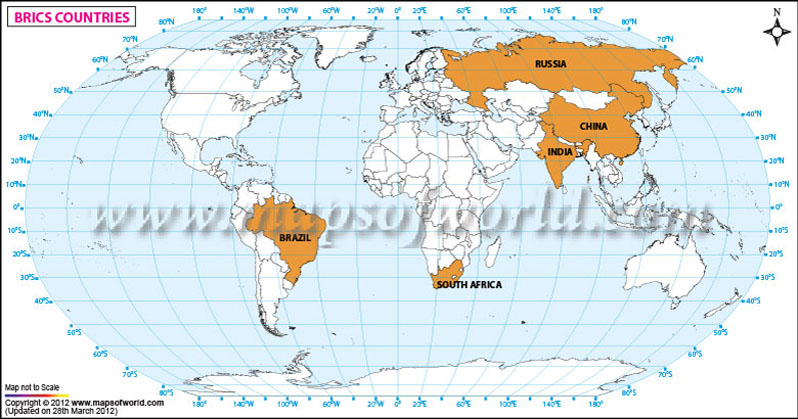 BRICS COUNTRIES
180° 140°W 100°W 60°W 20°W 0° 20°E 60°E 100°E 140°E 180°
N
70°N 70°N
60°N 60°N
50°N 50°N
40°N 40°N
30°N 30°N
20°N 20°N
10°N 10°N
0° 0°
10°S 10°S
20°S 20°S
30°S 30°S
40°S 40°S
50°S 50°S
60°S 60°S
70°S 70°S
RUSSIA
CHINA
INDIA
www.mapsofworld.com
BRAZIL
SOUTH AFRICA
Map not to Scale
Copyright © 2012 www.mapsofworld.com
(Updated on 28th March 2012)
180° 140°W 100°W 60°W 20°W 0° 20°E 60°E 100°E 140°E 180°